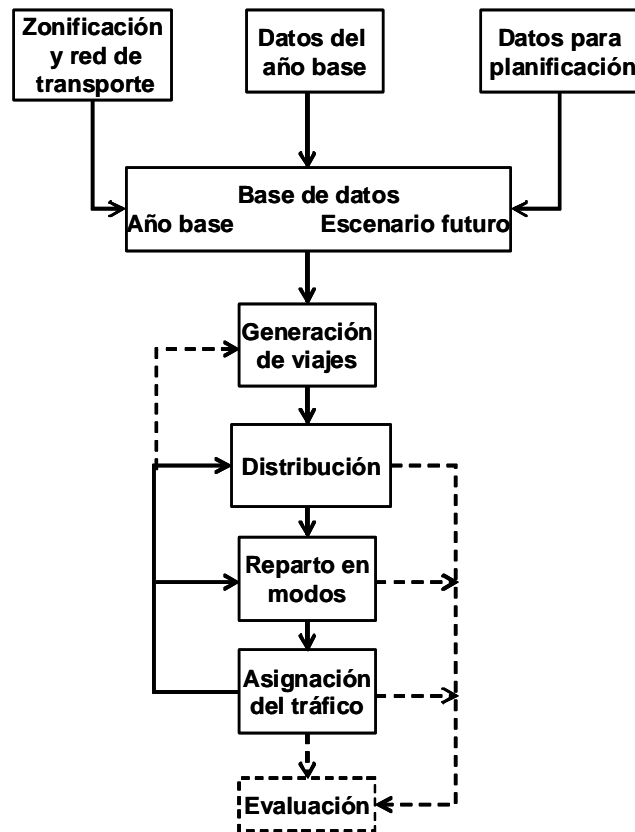 Zonificación
y red de
transporte
Datos del
año base
Datos para
planificación
Base de datos
Año base Escenario futuro
Generación
de viajes
Distribución
Reparto en
modos
Asignación
del tráfico
Evaluación